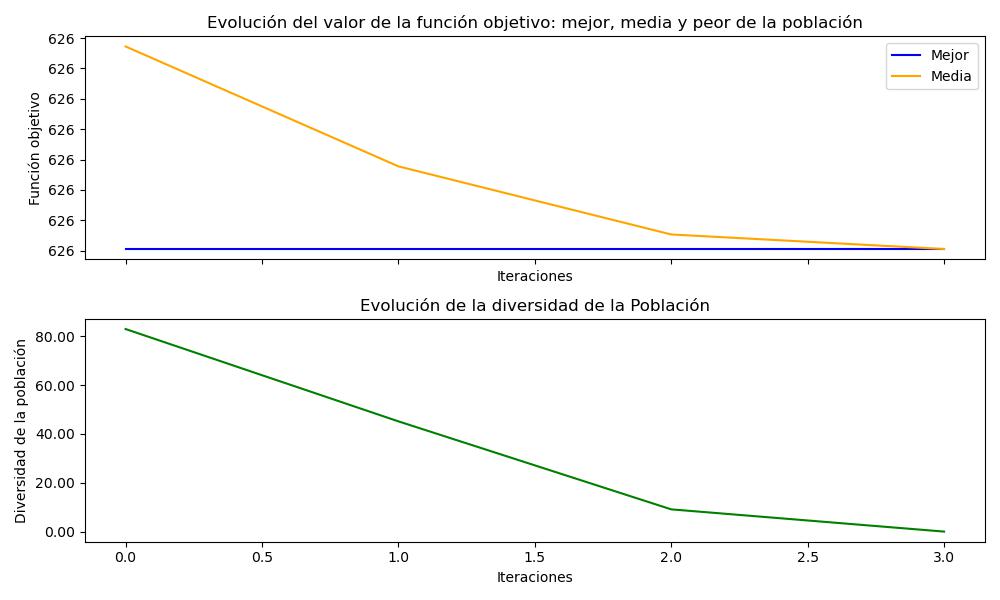 Evolución del valor de la función objetivo: mejor, media y peor de la población
Función objetivo
626
626
626
626
626
626
626
626
Mejor
Media
Iteraciones
Evolución de la diversidad de la Población
Diversidad de la población
80.00
60.00
40.00
20.00
0.00
0.0 0.5 1.0 1.5 2.0 2.5 3.0
Iteraciones